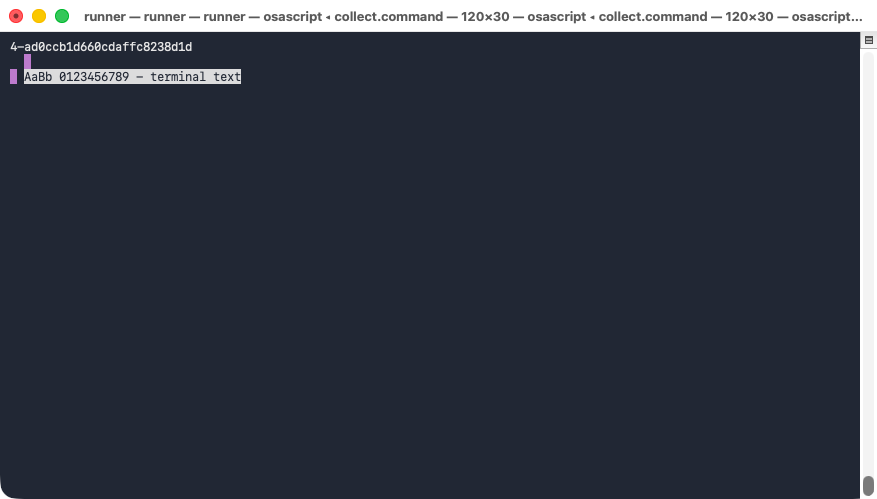 runner — runner — runner — osascript ◂ collect.command — 120×30 — osascript ◂ collect.command — 120×30 — osascript...
4-ad0ccb1d660cdaffc8238d1d
AaBb 0123456789 — terminal text